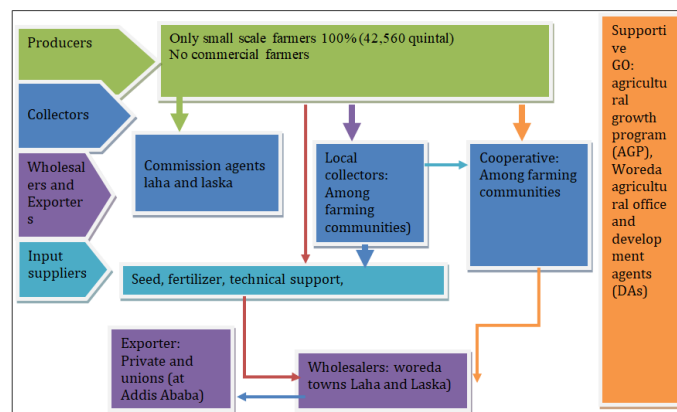 Producers
Only small scale farmers 100% (42,560 quintal)
No commercial farmers
Collectors
Commission agents
laha and laska
Local
collectors:
Among
farming
communities)
Cooperative:
Among farming
communities
Wholesal
ers and
Exporter
s
Input
suppliers
Seed, fertilizer, technical support,
Exporter:
Private and
unions (at
Addis Ababa)
Wholesalers: woreda
towns Laha and Laska)
Supporti
ve
GO:
agricult
ural
growth
program
(AGP),
Woreda
agricultu
ral office
and
develop
ment
agents
(DAs)